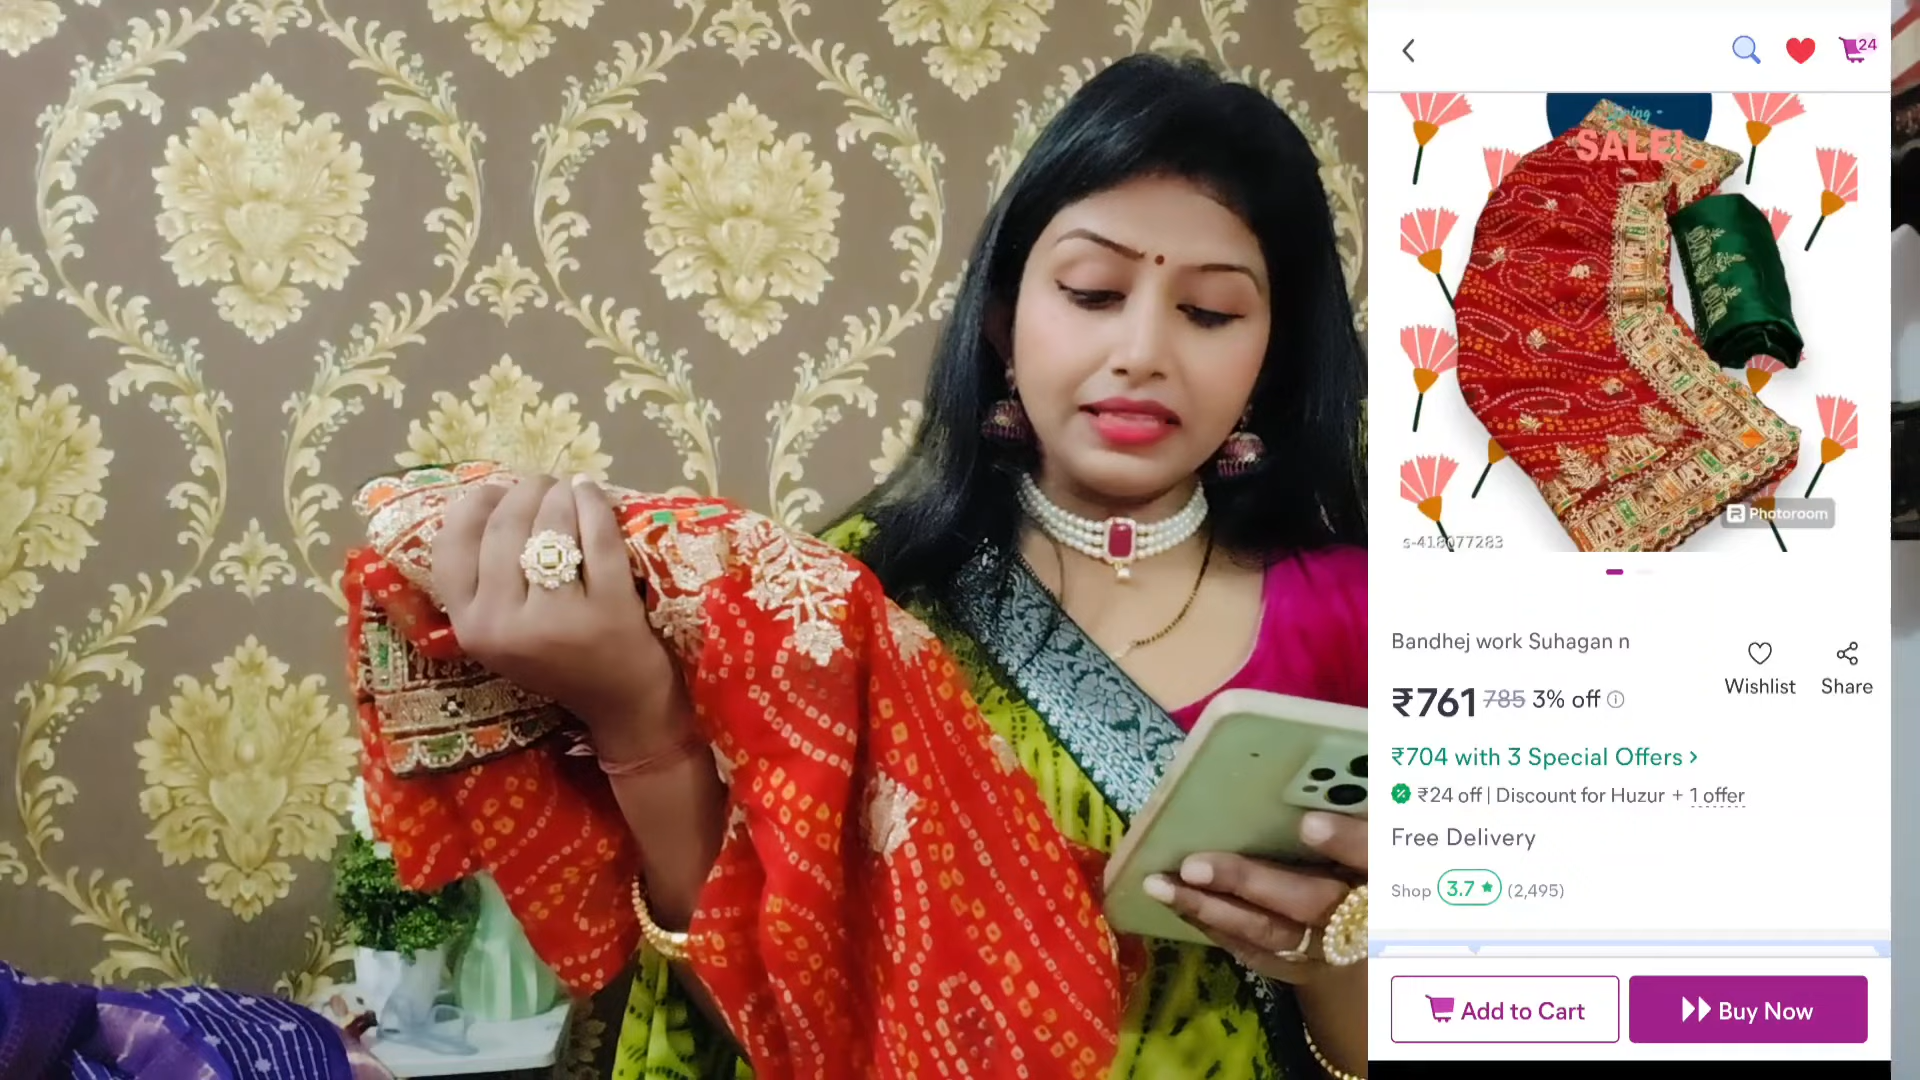 24
SALE!
Photoroom
s-418077283
Bandhej work Suhagan n
Wishlist
Share
₹761 785 3% off
₹704 with 3 Special Offers >
₹24 off | Discount for Huzur + 1 offer
Free Delivery
Shop 3.7 ★ (2,495)
Add to Cart
Buy Now